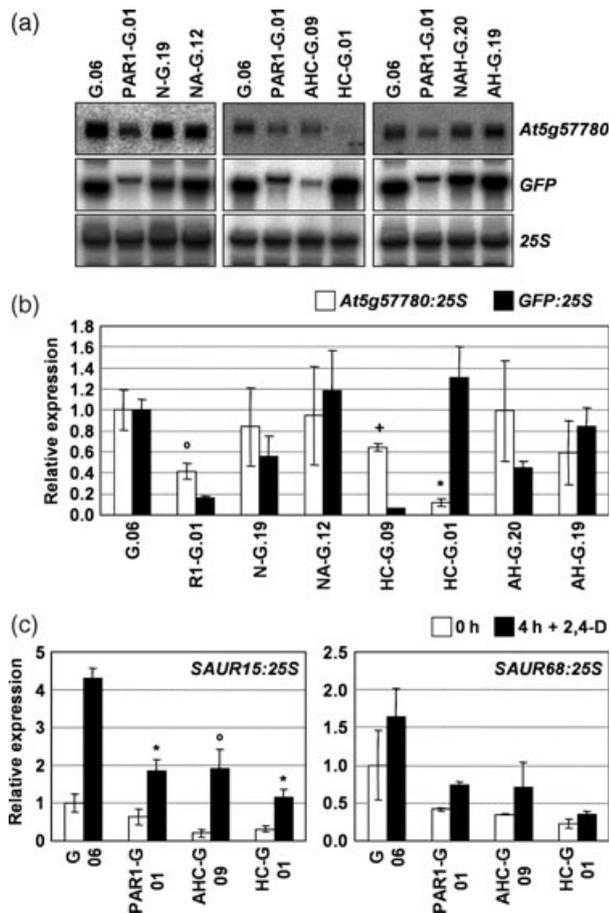 (a)
G.06 PAR1-G.01 N-G.19 NA-G.12 G.06 PAR1-G.01 AHC-G.09 HC-G.01 G.06 PAR1-G.01 NAH-G.20 AH-G.19
At5g57780
GFP
25S
(b)
At5g57780:25S GFP:25S
Relative expression
1.8
1.6
1.4
1.2
1.0
0.8
0.6
0.4
0.2
0.0
° + *
G.06 R1-G.01 N-G.19 NA-G.12 HC-G.09 HC-G.01 AH-G.20 AH-G.19
(c)
0 h 4 h + 2,4-D
Relative expression
SAUR15:25S
5
4
3
2
1
0
* ° *
G 06 PAR1-G 01 AHC-G 09 HC-G 01
SAUR68:25S
2.5
2.0
1.5
1.0
0.5
0.0
G 06 PAR1-G 01 AHC-G 09 HC-G 01